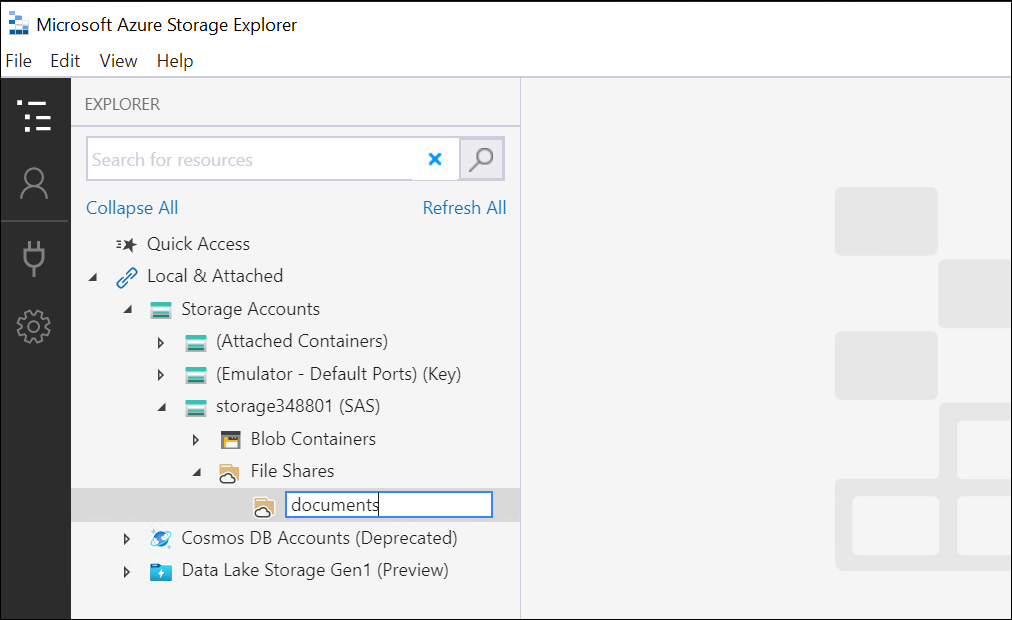 Microsoft Azure Storage Explorer
File Edit View Help
EXPLORER
Search for resources
Collapse All Refresh All
Quick Access
Local & Attached
Storage Accounts
(Attached Containers)
(Emulator - Default Ports) (Key)
storage348801 (SAS)
Blob Containers
File Shares
documents
Cosmos DB Accounts (Deprecated)
Data Lake Storage Gen1 (Preview)